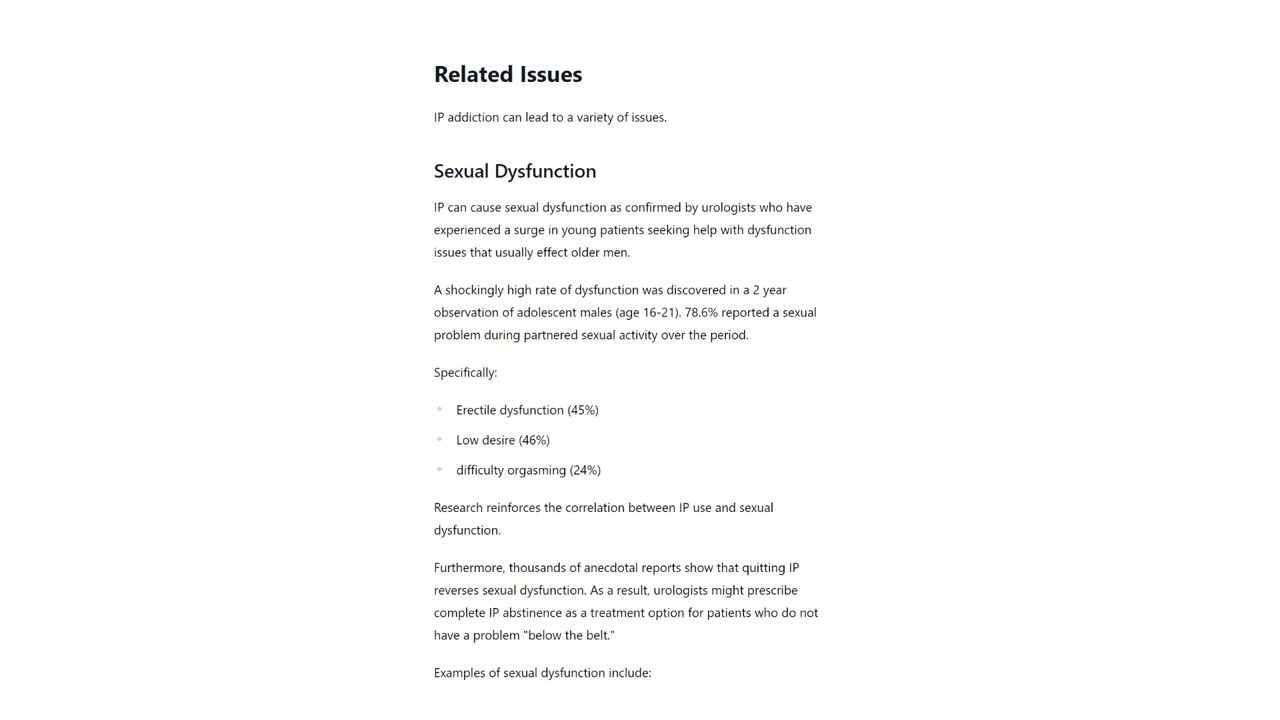 Related Issues
IP addiction can lead to a variety of issues.
Sexual Dysfunction
IP can cause sexual dysfunction as confirmed by urologists who have
experienced a surge in young patients seeking help with dysfunction
issues that usually effect older men.
A shockingly high rate of dysfunction was discovered in a 2 year
observation of adolescent males (age 16-21). 78.6% reported a sexual
problem during partnered sexual activity over the period.
Specifically:
Erectile dysfunction (45%)
Low desire (46%)
difficulty orgasming (24%)
Research reinforces the correlation between IP use and sexual
dysfunction.
Furthermore, thousands of anecdotal reports show that quitting IP
reverses sexual dysfunction. As a result, urologists might prescribe
complete IP abstinence as a treatment option for patients who do not
have a problem "below the belt."
Examples of sexual dysfunction include: